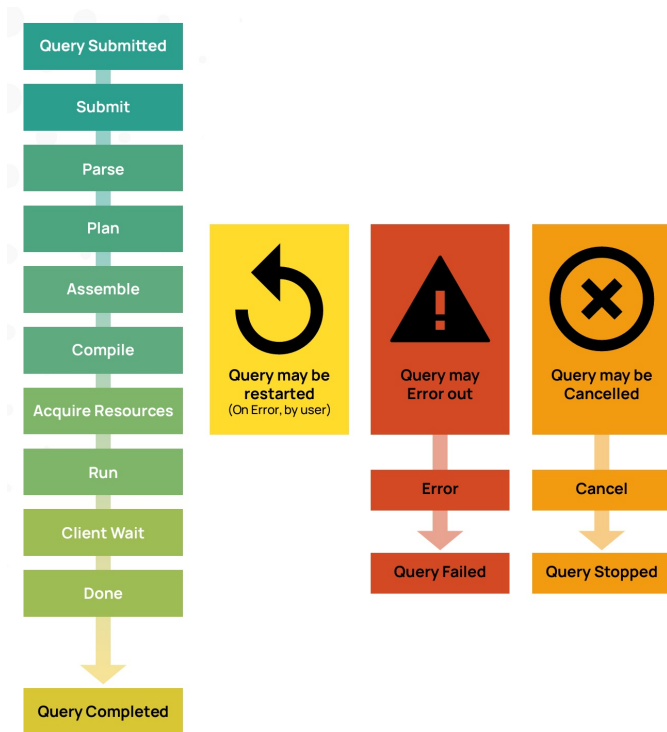 Query Submitted
Submit
Parse
Plan
Assemble
Compile
Acquire Resources
Run
Client Wait
Done
Query Completed
Query may be
restarted
(On Error, by user)
Query may
Error out
Error
Query Failed
Query may be
Cancelled
Cancel
Query Stopped